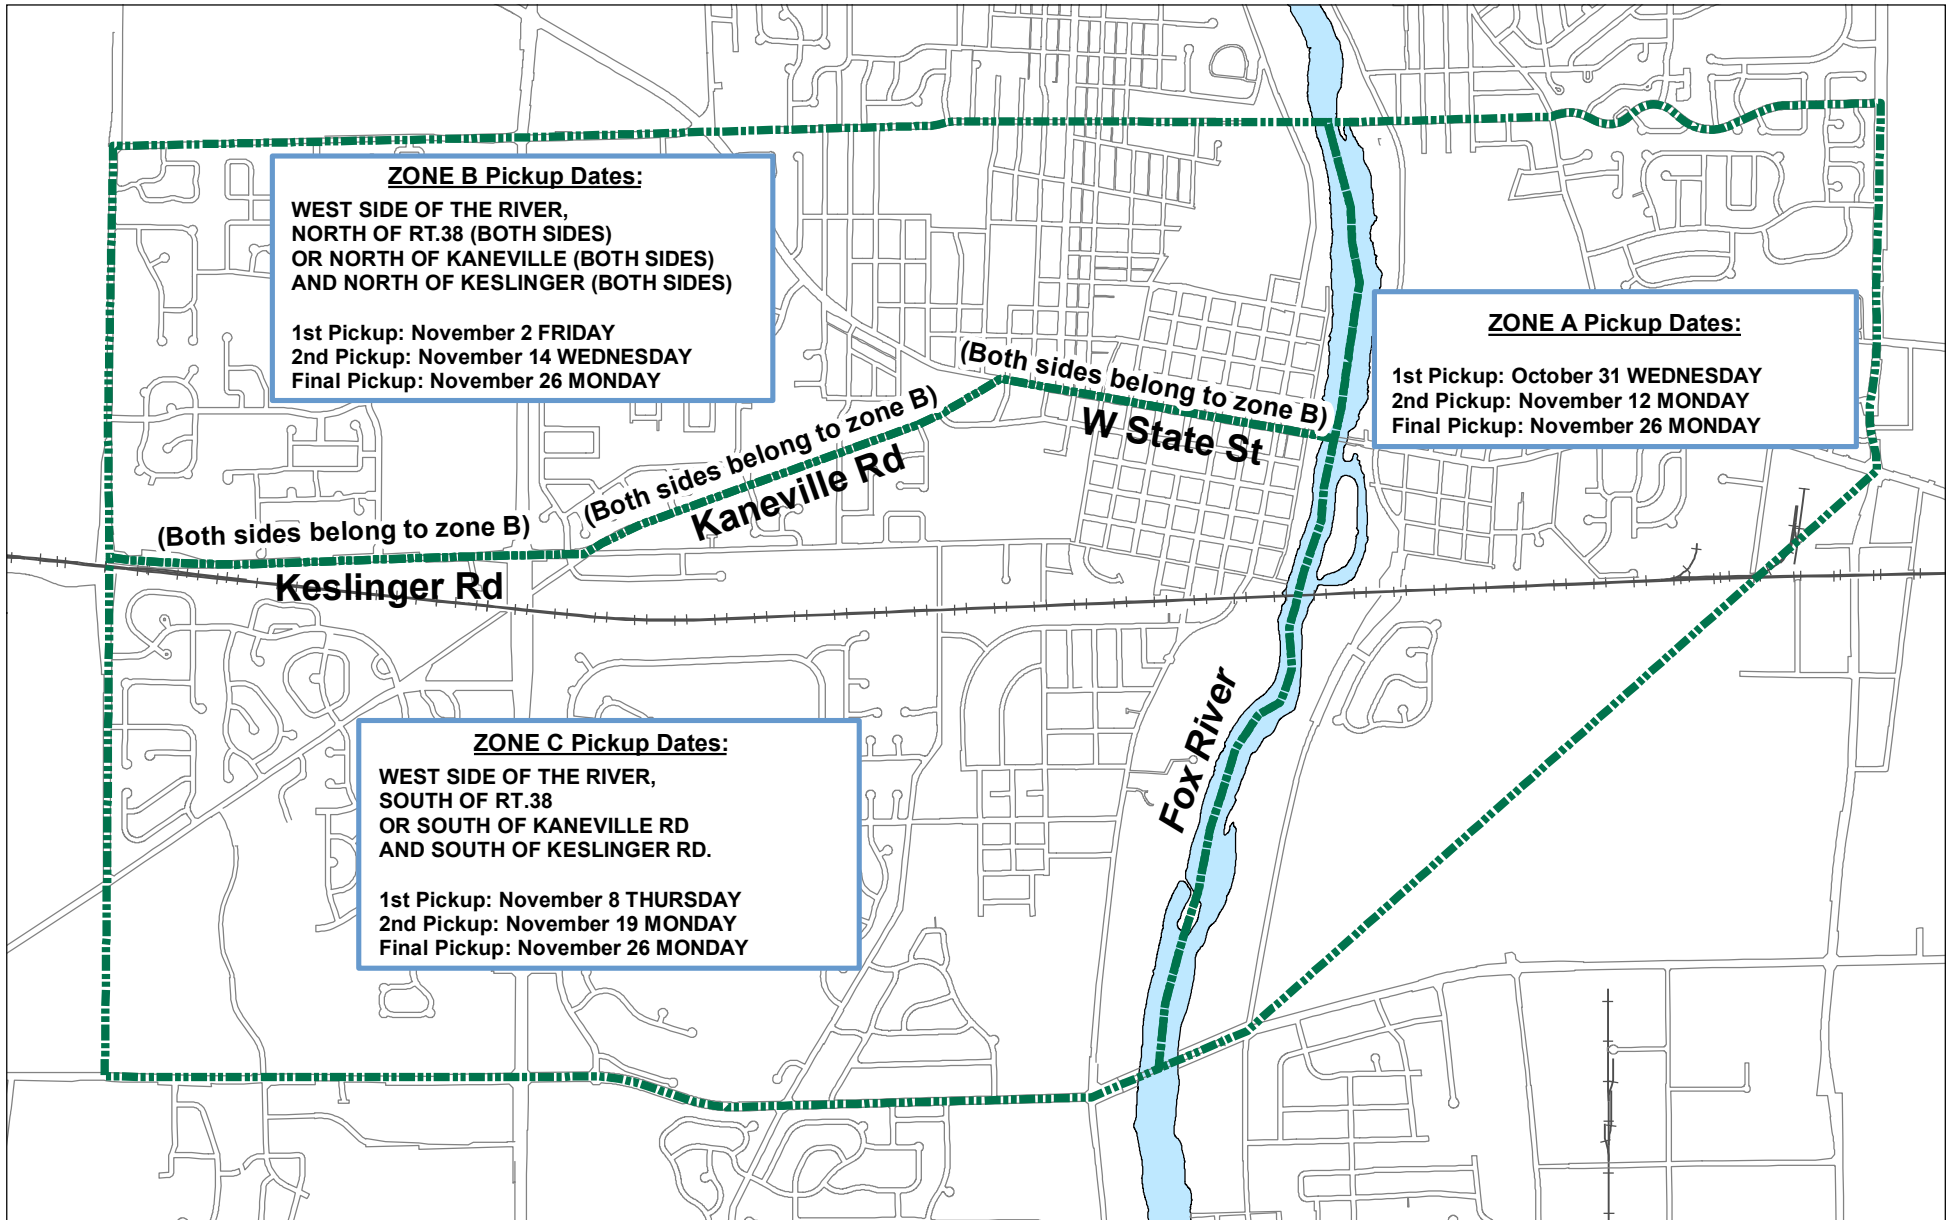 ZONE B Pickup Dates:
WEST SIDE OF THE RIVER,
NORTH OF RT.38 (BOTH SIDES)
OR NORTH OF KANEVILLE (BOTH SIDES)
AND NORTH OF KESLINGER (BOTH SIDES)
1st Pickup: November 2 FRIDAY
2nd Pickup: November 14 WEDNESDAY
Final Pickup: November 26 MONDAY
ZONE A Pickup Dates:
1st Pickup: October 31 WEDNESDAY
2nd Pickup: November 12 MONDAY
Final Pickup: November 26 MONDAY
(Both sides belong to zone B)
W State St
(Both sides belong to zone B)
Kaneville Rd
(Both sides belong to zone B)
Keslinger Rd
Fox River
ZONE C Pickup Dates:
WEST SIDE OF THE RIVER,
SOUTH OF RT.38
OR SOUTH OF KANEVILLE RD
AND SOUTH OF KESLINGER RD.
1st Pickup: November 8 THURSDAY
2nd Pickup: November 19 MONDAY
Final Pickup: November 26 MONDAY